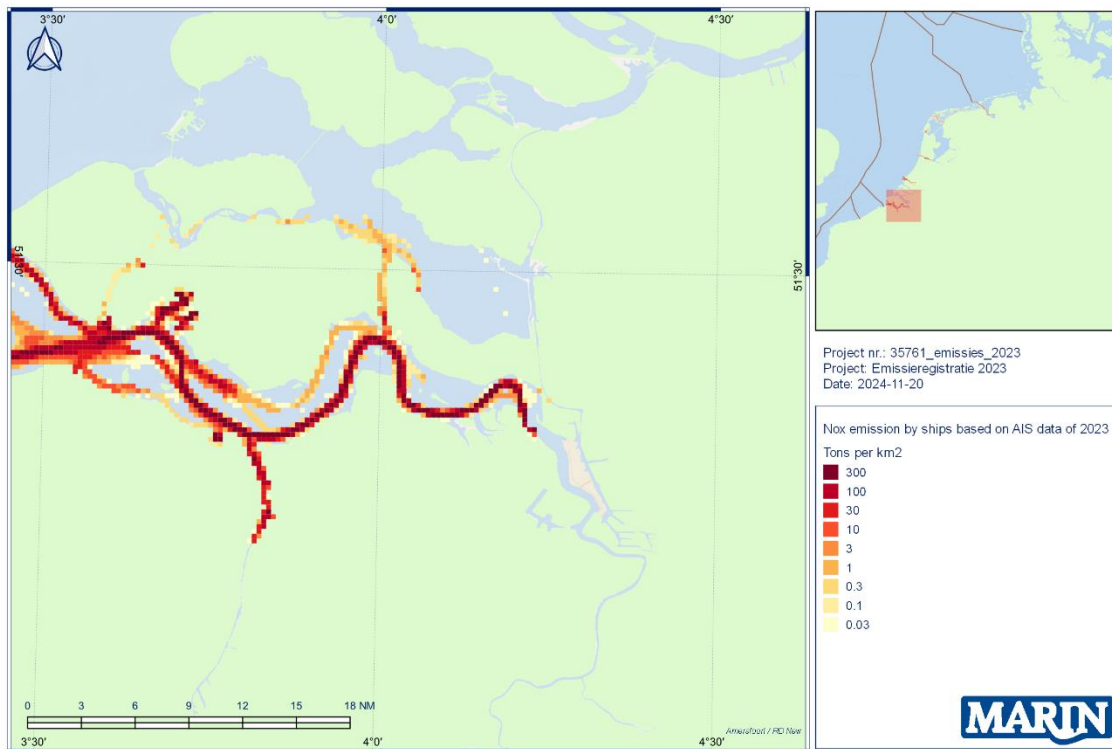 3°30'
4°0'
4°30'
51°30'
51°30'
0 3 6 9 12 15 18 NM
Amersfoort / RD New
3°30'
4°0'
4°30'
Project nr.: 35761_emissies_2023
Project: Emissieregistratie 2023
Date: 2024-11-20
Nox emission by ships based on AIS data of 2023
Tons per km2
300
100
30
10
3
1
0.3
0.1
0.03
MARIN